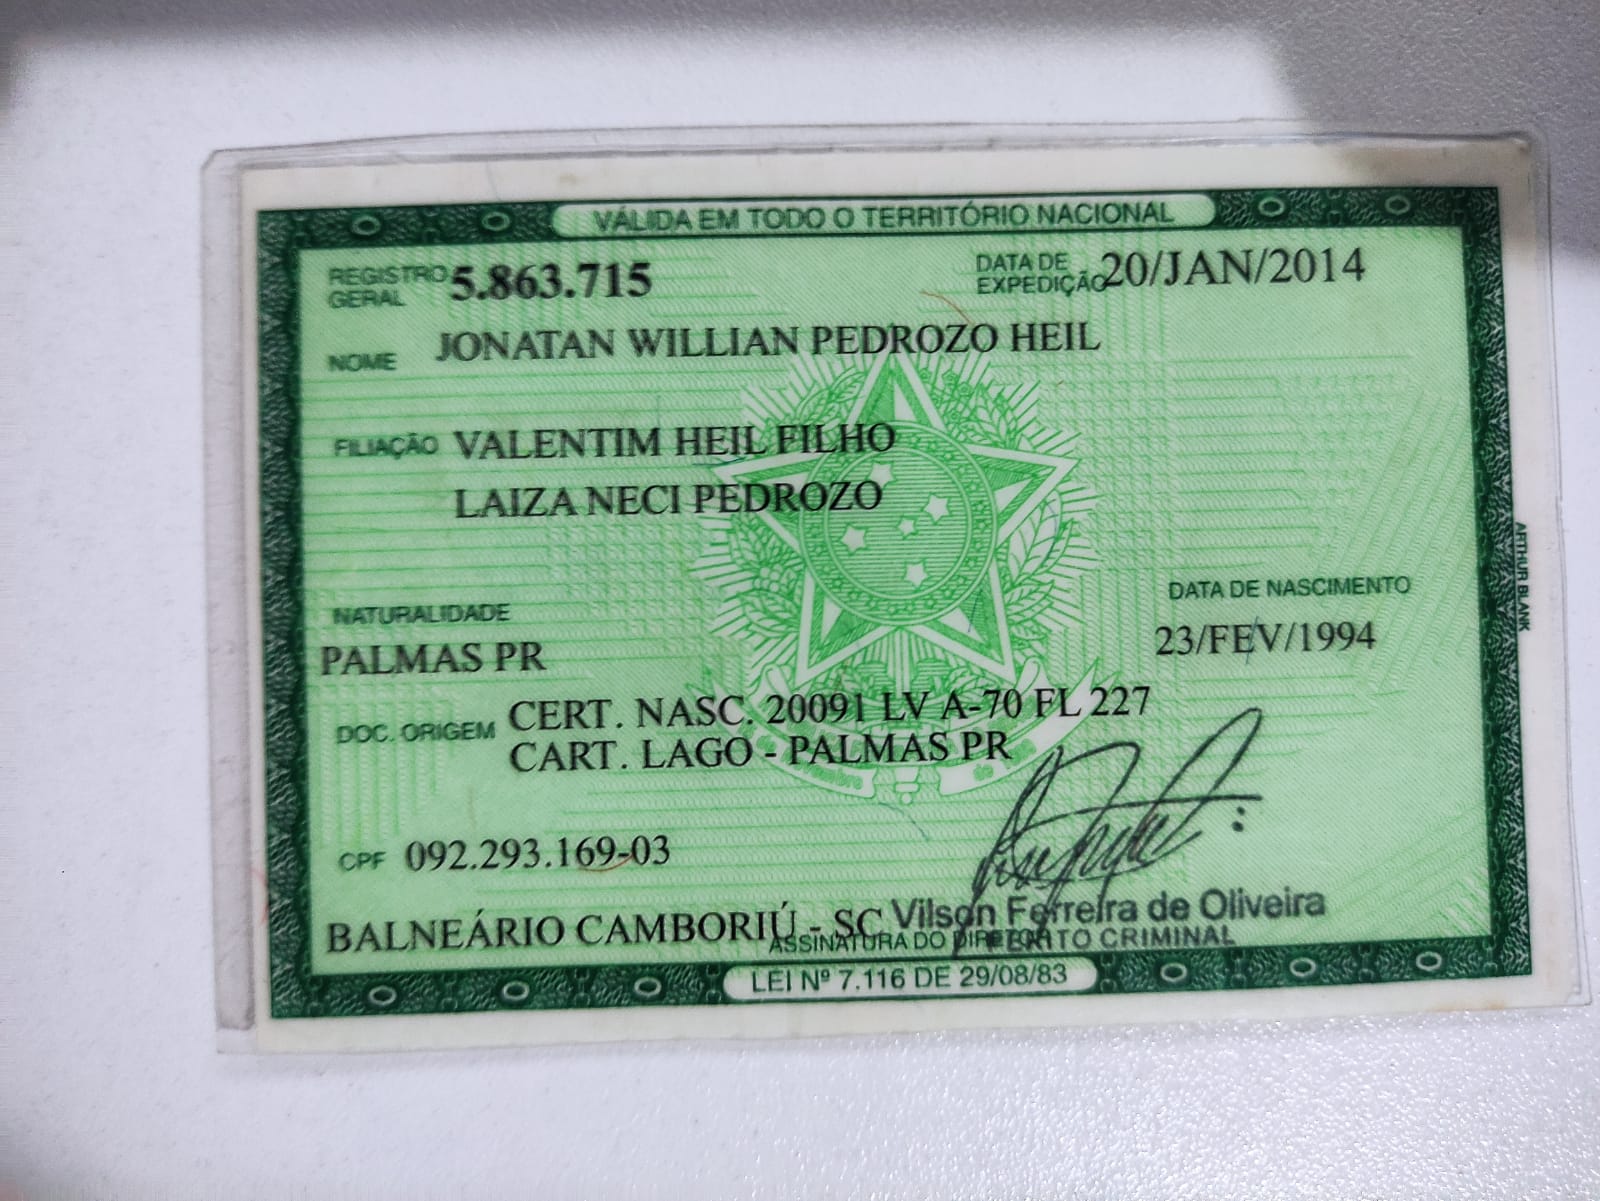 VÁLIDA EM TODO O TERRITÓRIO NACIONAL
REGISTRO GERAL 5.863.715 DATA DE EXPEDIÇÃO 20/JAN/2014
NOME JONATAN WILLIAN PEDROZO HEIL
FILIAÇÃO VALENTIM HEIL FILHO
LAIZA NECI PEDROZO
NATURALIDADE DATA DE NASCIMENTO
PALMAS PR 23/FEV/1994
DOC. ORIGEM CERT. NASC. 20091 LV A-70 FL 227
CART. LAGO - PALMAS PR
CPF 092.293.169-03
BALNEÁRIO CAMBORIÚ - SC Vilson Ferreira de Oliveira
ASSINATURA DO DIRETOR PERITO CRIMINAL
LEI Nº 7.116 DE 29/08/83
ARTHUR BLANK